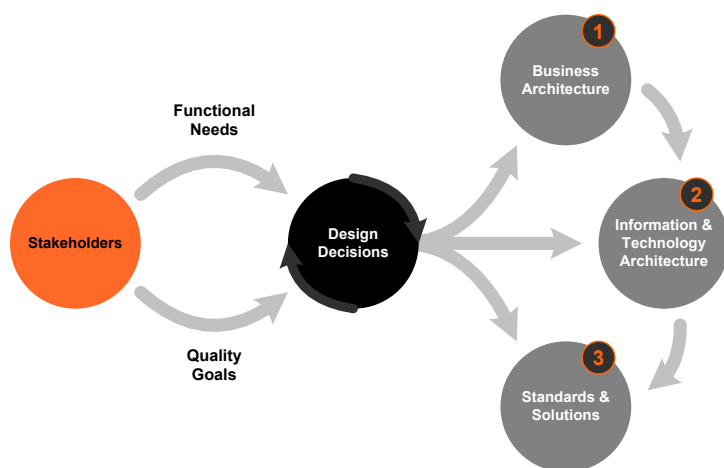 Functional
Needs
Stakeholders
Quality
Goals
Design
Decisions
1
Business
Architecture
2
Information &
Technology
Architecture
3
Standards &
Solutions